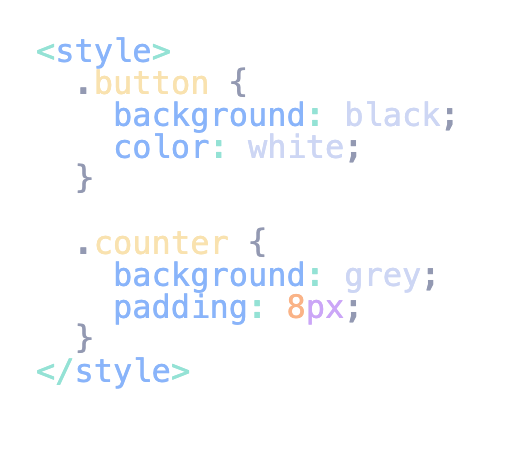 <style>
  .button {
    background: black;
    color: white;
  }

  .counter {
    background: grey;
    padding: 8px;
  }
</style>